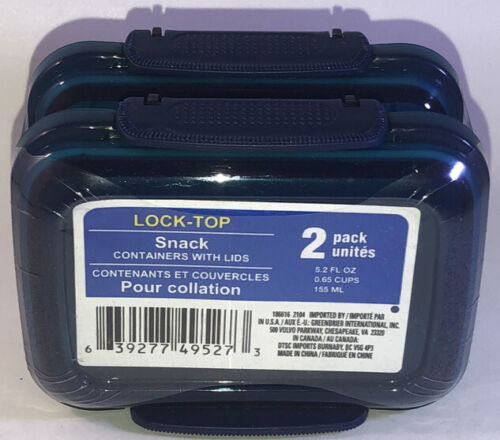 LOCK-TOP
Snack
CONTAINERS WITH LIDS
CONTENANTS ET COUVERCLES
Pour collation
2 pack
unités
5.2 FL OZ
0.65 CUPS
155 ML
186616 2104 IMPORTED BY / IMPORTÉ PAR
IN U.S.A. / AUX É.-U.: GREENBRIER INTERNATIONAL, INC.
500 VOLVO PARKWAY, CHESAPEAKE, VA 23320
IN CANADA / AU CANADA:
DTSC IMPORTS BURNABY, BC V5G 4P3
MADE IN CHINA / FABRIQUÉ EN CHINE
6 39277 49527 3